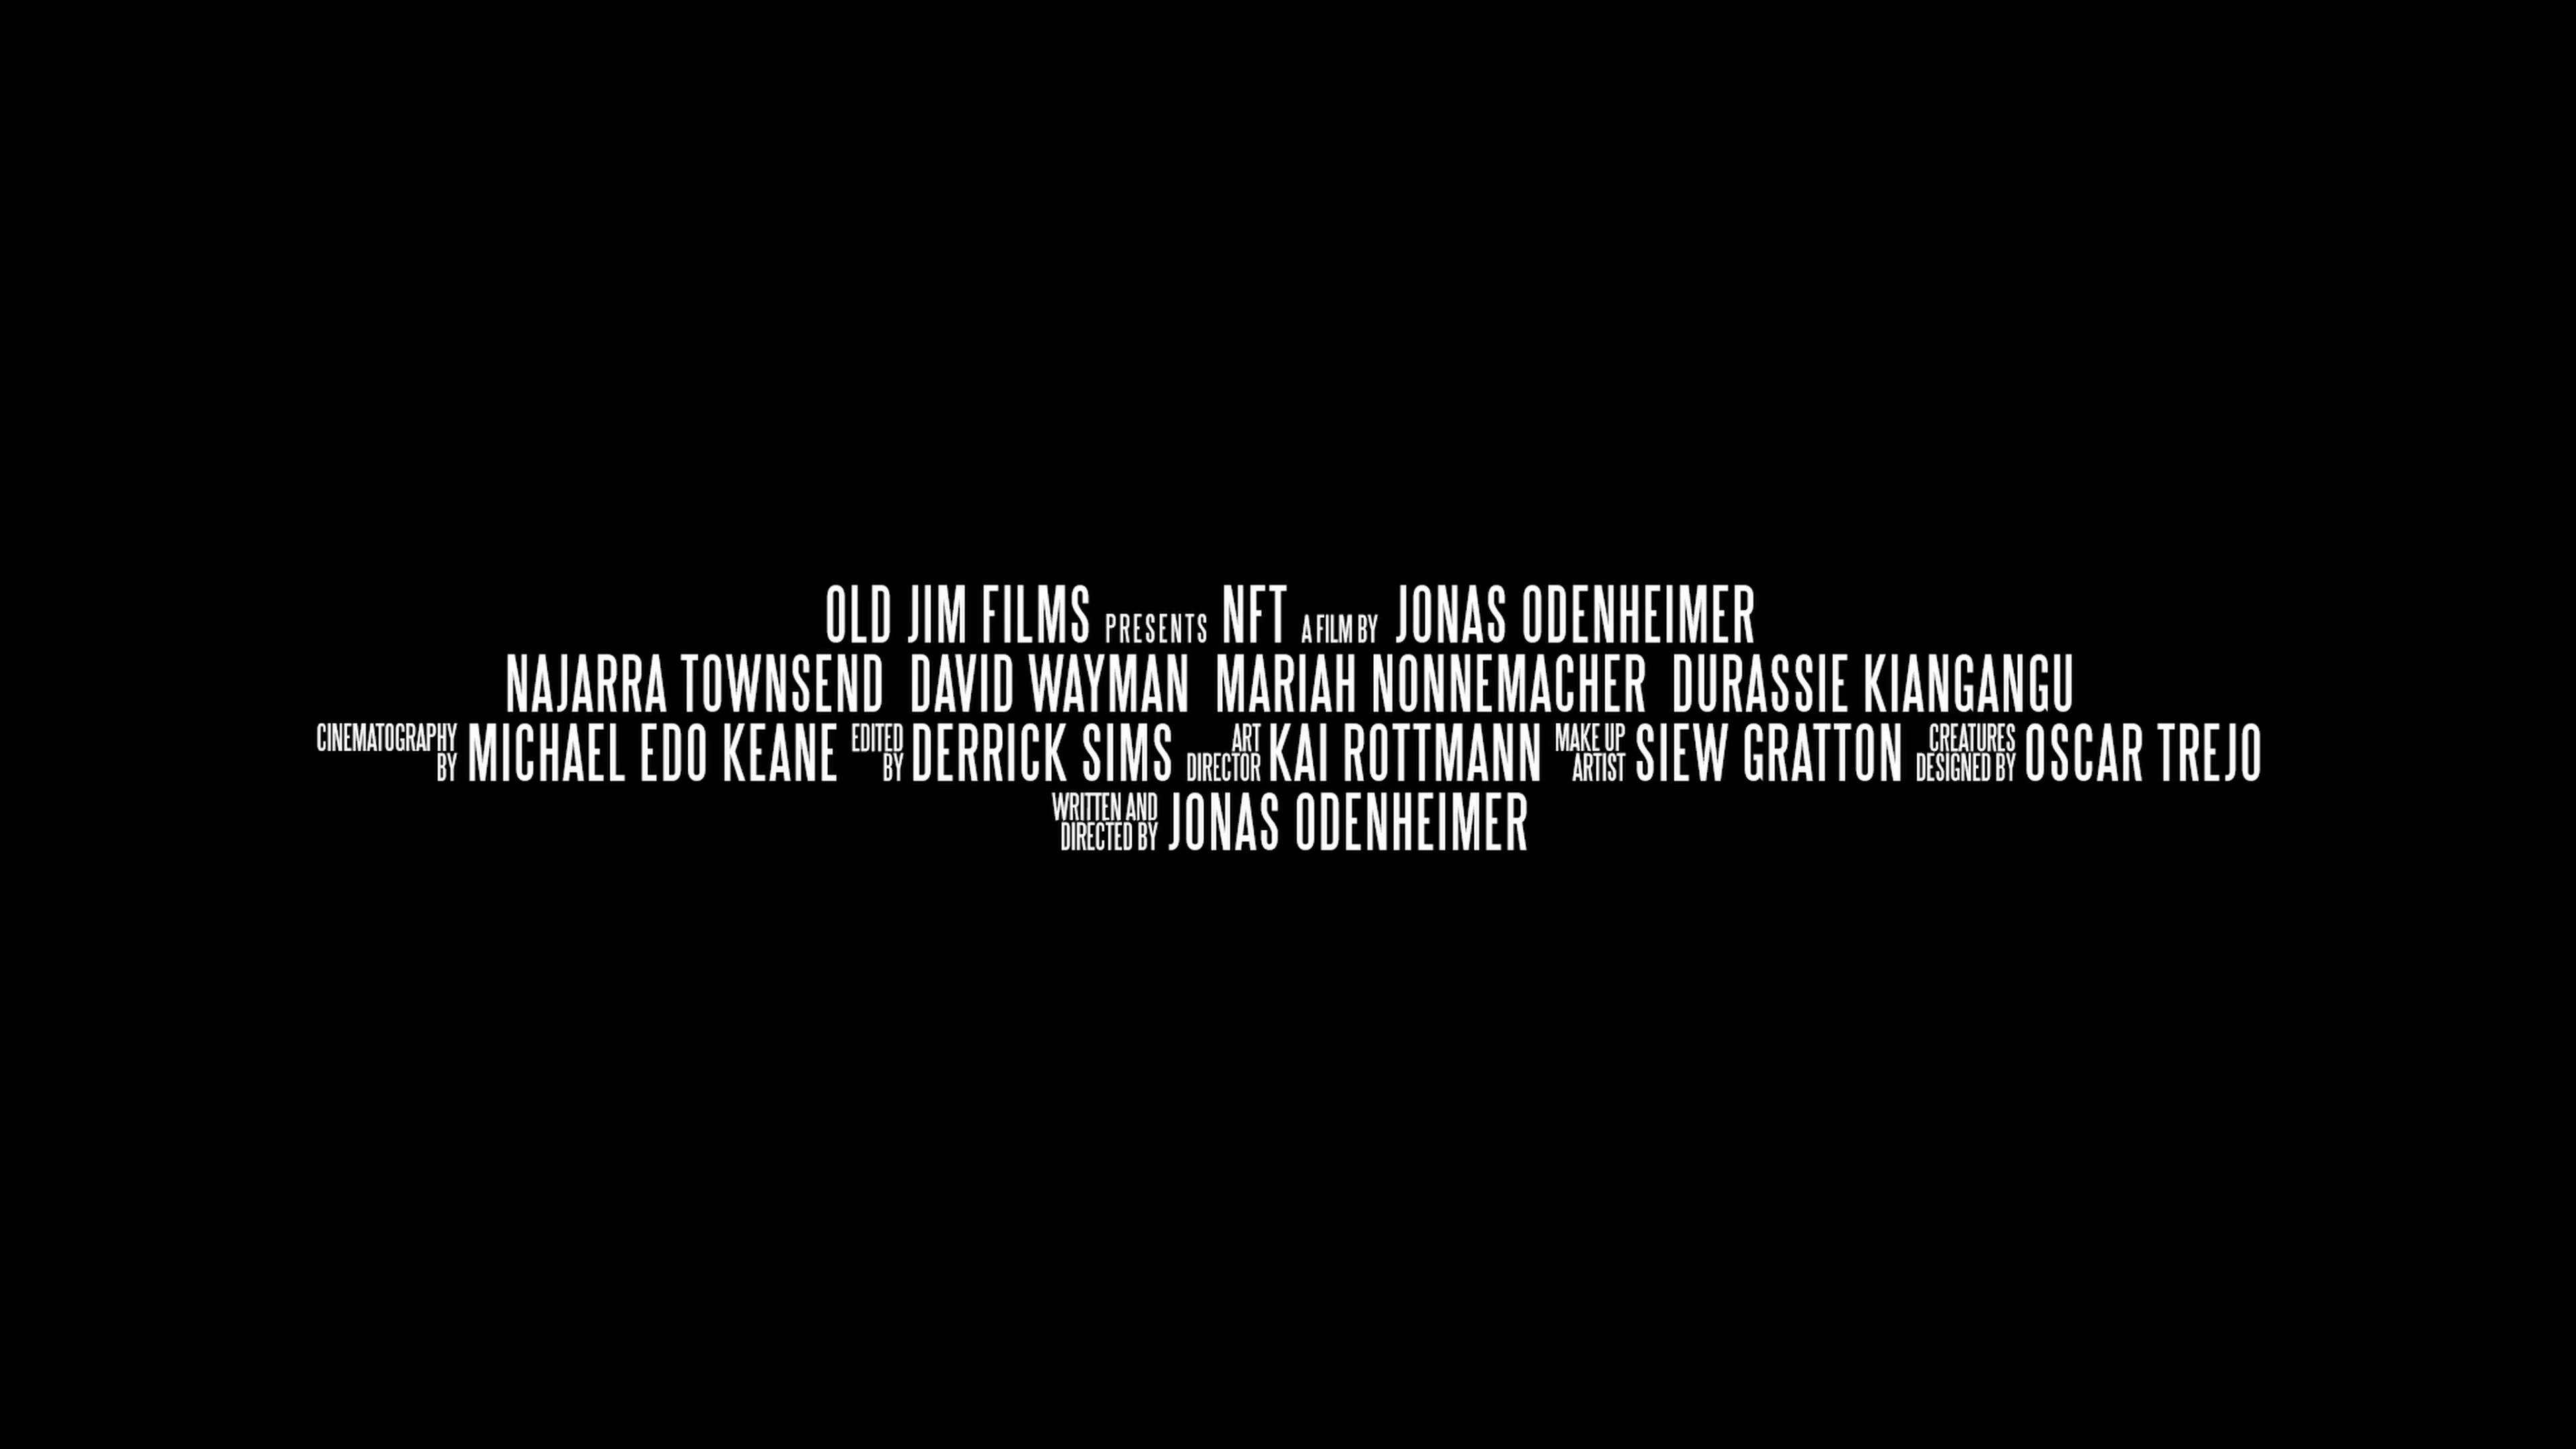 OLD JIM FILMS PRESENTS NFT A FILM BY JONAS ODENHEIMER
NAJARRA TOWNSEND DAVID WAYMAN MARIAH NONNEMACHER DURASSIE KIANGANGU
CINEMATOGRAPHY BY MICHAEL EDO KEANE EDITED BY DERRICK SIMS ART DIRECTOR KAI ROTTMANN MAKE UP ARTIST SIEW GRATTON CREATURES DESIGNED BY OSCAR TREJO
WRITTEN AND DIRECTED BY JONAS ODENHEIMER